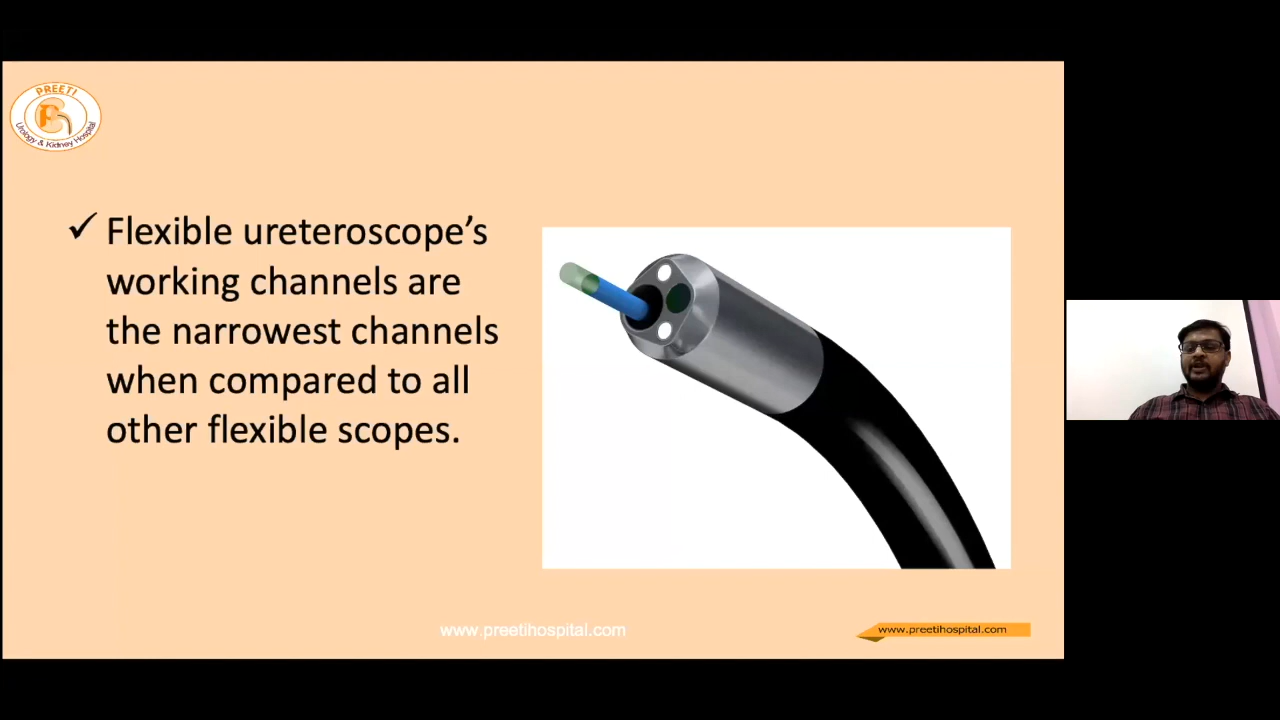 PREETI
Urology & Kidney Hospital
✓ Flexible ureteroscope’s
working channels are
the narrowest channels
when compared to all
other flexible scopes.
www.preetihospital.com
www.preetihospital.com